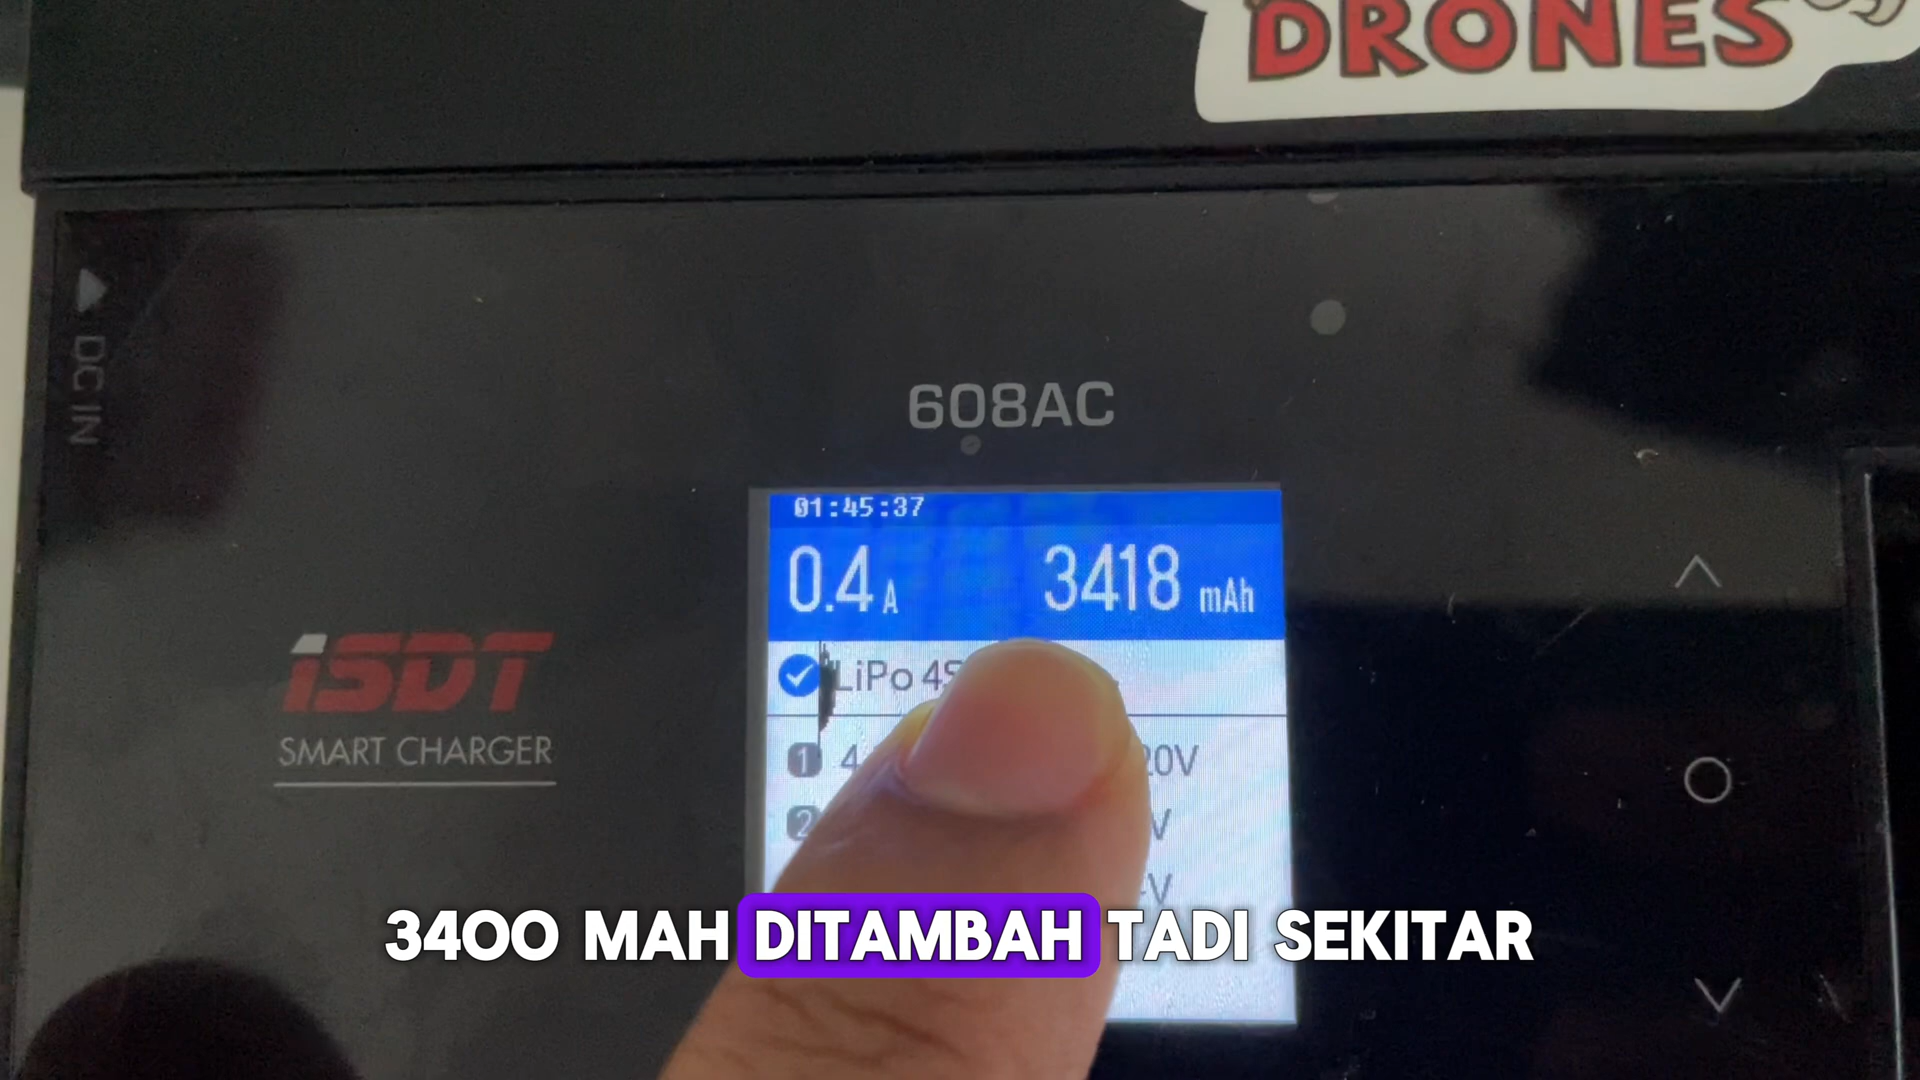 DRONES
DC IN
608AC
01:45:37
0.4 A 3418 mAh
iSDT
LiPo 4S
SMART CHARGER
1
2
3400 MAH DITAMBAH TADI SEKITAR